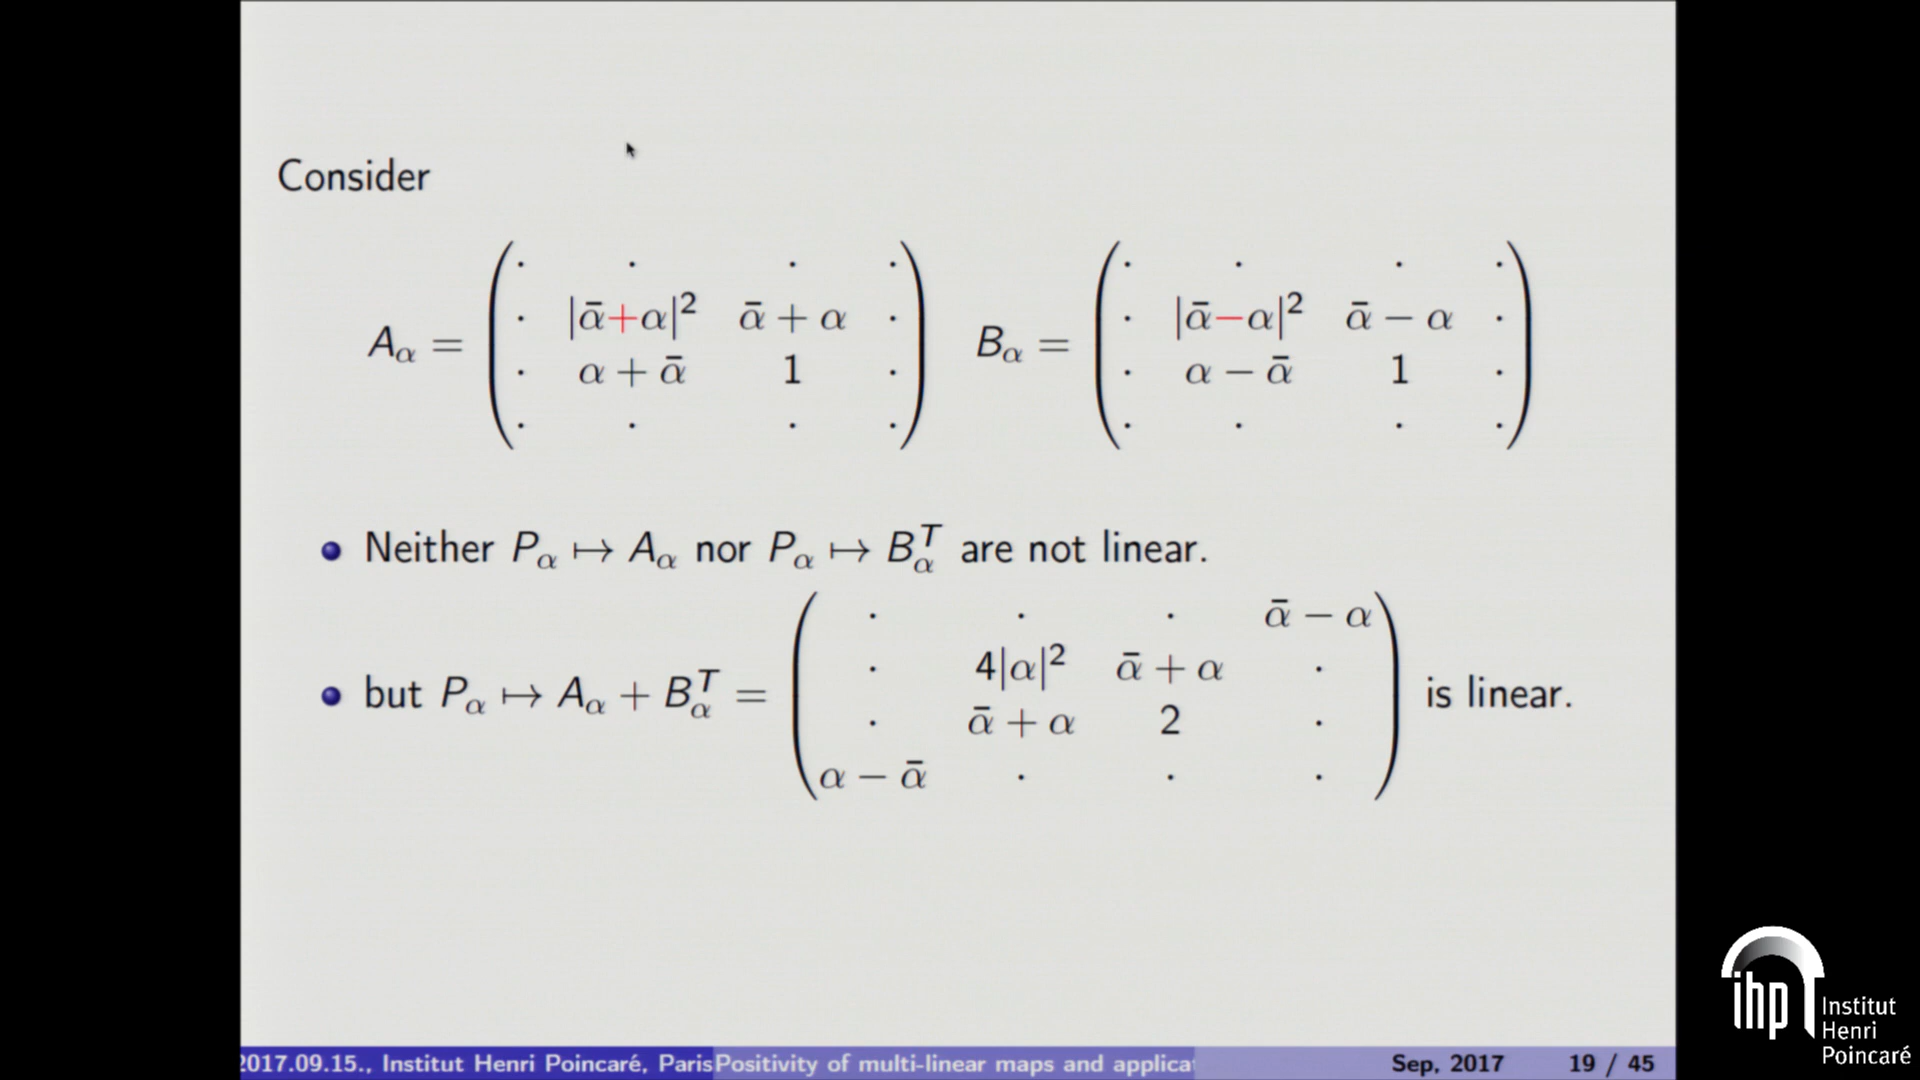 Consider
A_α = ( · · · ·
· |ᾱ+α|² ᾱ + α ·
· α + ᾱ 1 ·
· · · · ) B_α = ( · · · ·
· |ᾱ−α|² ᾱ − α ·
· α − ᾱ 1 ·
· · · · )
Neither P_α ↦ A_α nor P_α ↦ B_α^T are not linear.
but P_α ↦ A_α + B_α^T = ( · · · ᾱ − α
· 4|α|² ᾱ + α ·
· ᾱ + α 2 ·
α − ᾱ · · · ) is linear.
2017.09.15., Institut Henri Poincaré, Paris Positivity of multi-linear maps and applica Sep, 2017 19 / 45
ihp Institut
Henri
Poincaré